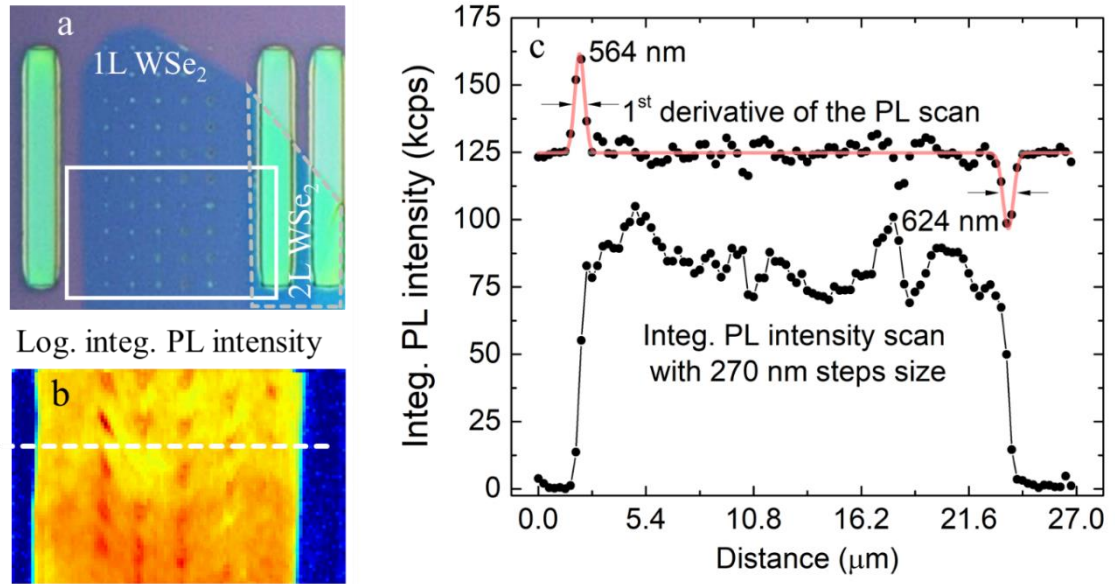 a
1L WSe₂
2L WSe₂
Log. integ. PL intensity
b
c
Integ. PL intensity (kcps)
175
150
125
100
75
50
25
0
564 nm
1st derivative of the PL scan
624 nm
Integ. PL intensity scan
with 270 nm steps size
0.0 5.4 10.8 16.2 21.6 27.0
Distance (μm)